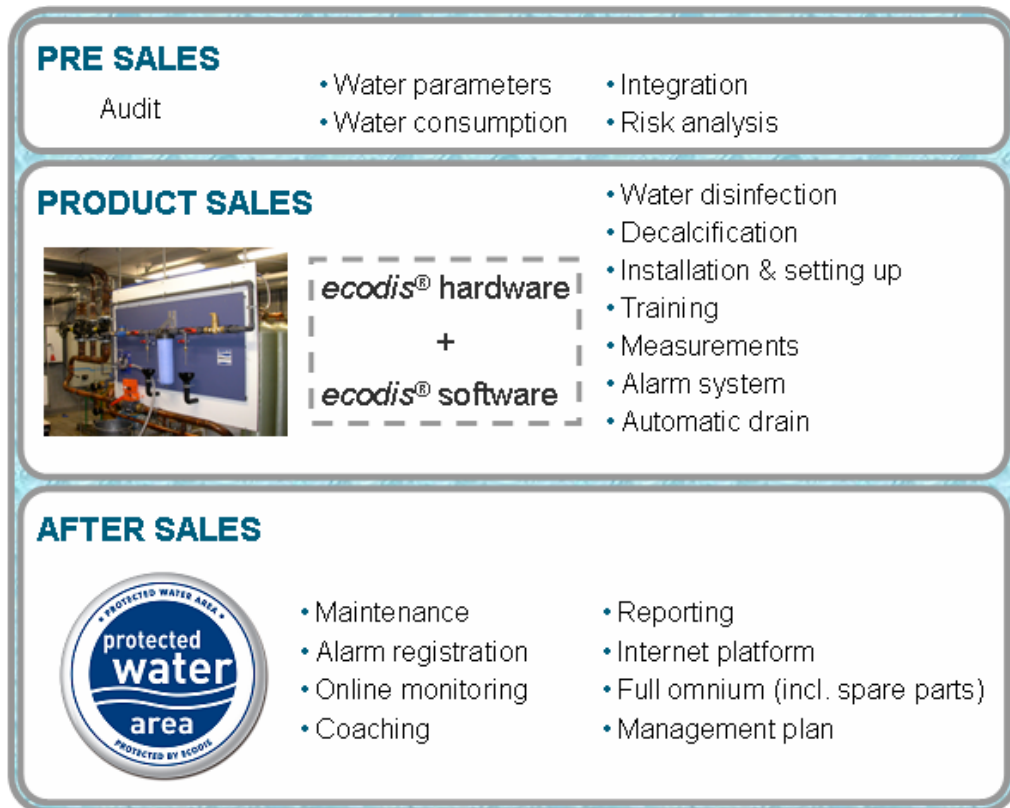 PRE SALES
Audit
• Water parameters
• Water consumption
• Integration
• Risk analysis
PRODUCT SALES
ecodis® hardware
+
ecodis® software
• Water disinfection
• Decalcification
• Installation & setting up
• Training
• Measurements
• Alarm system
• Automatic drain
AFTER SALES
• PROTECTED WATER AREA •
protected
water
area
PROTECTED BY ECODIS
• Maintenance
• Alarm registration
• Online monitoring
• Coaching
• Reporting
• Internet platform
• Full omnium (incl. spare parts)
• Management plan